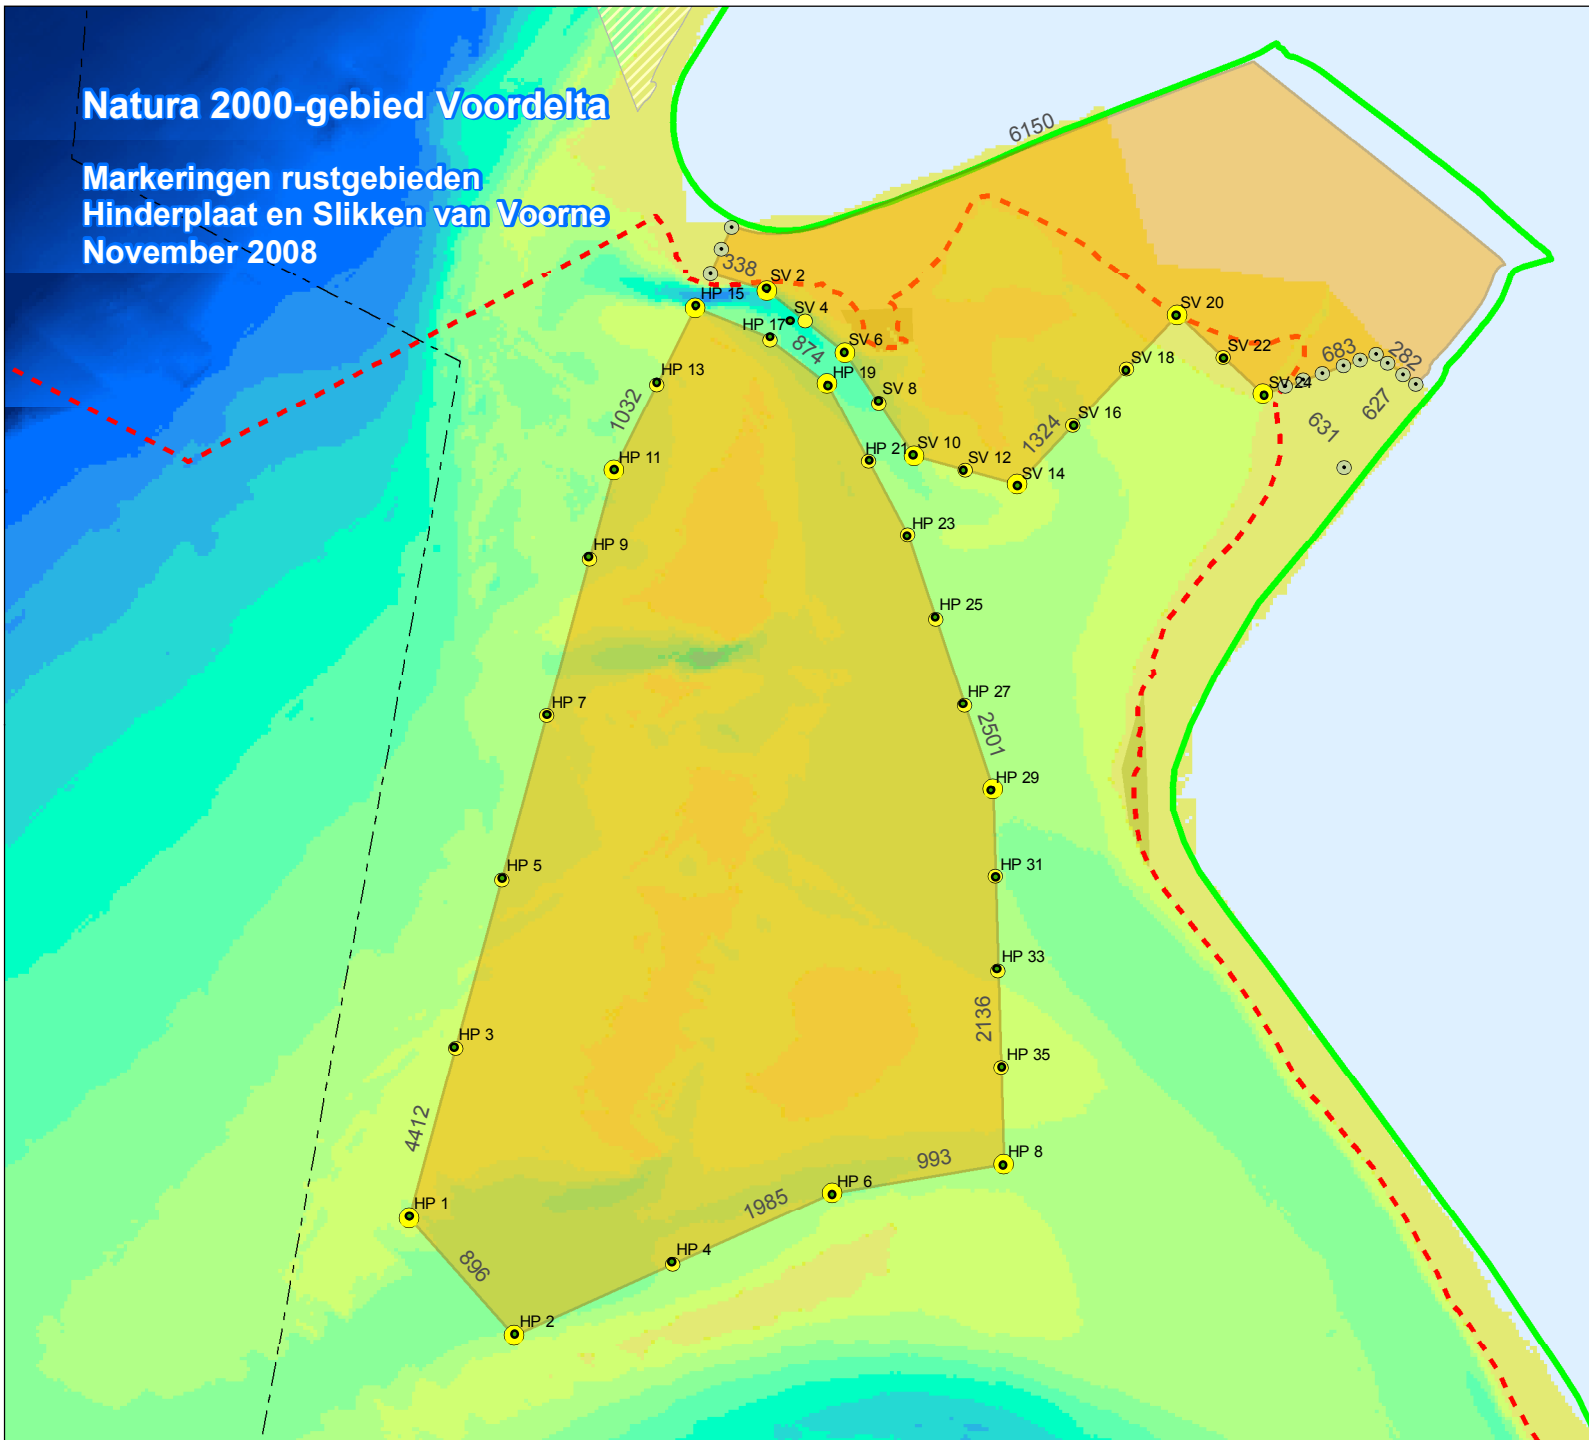 Natura 2000-gebied Voordelta
Markeringen rustgebieden
Hinderplaat en Slikken van Voorne
November 2008
6150
338
SV 2
HP 15
SV 4
SV 20
HP 17
874
SV 6
SV 22
683
282
HP 13
HP 19
SV 18
SV 24
SV 8
627
1032
SV 16
631
1324
SV 10
HP 11
HP 21
SV 12
SV 14
HP 23
HP 9
HP 25
HP 27
HP 7
2501
HP 29
HP 5
HP 31
HP 33
2136
HP 3
HP 35
4412
993
HP 8
HP 6
HP 1
1985
HP 4
896
HP 2